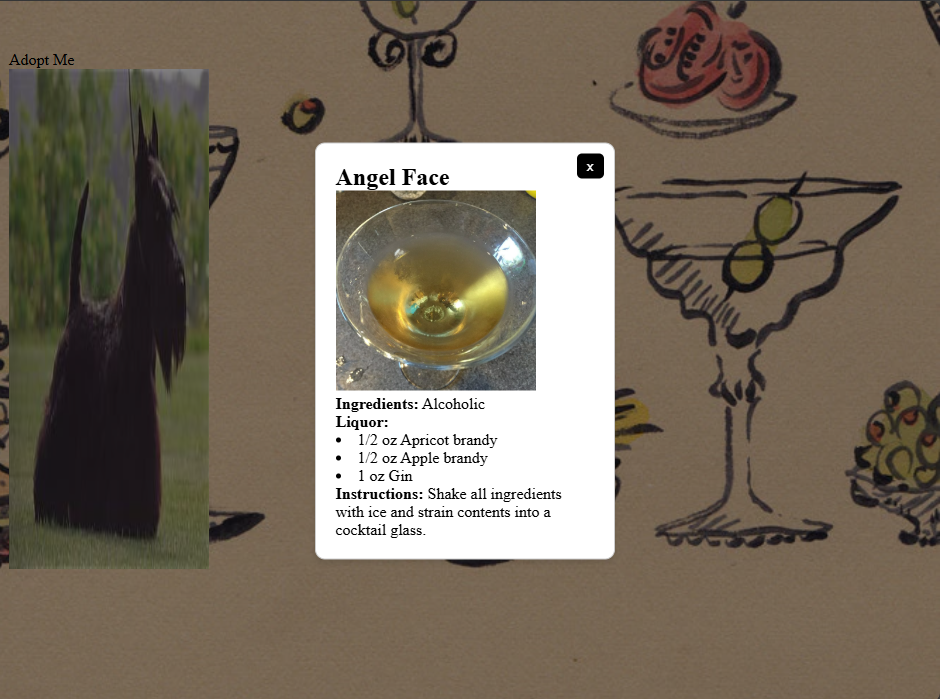 Adopt Me
x
Angel Face
Ingredients: Alcoholic
Liquor:
• 1/2 oz Apricot brandy
• 1/2 oz Apple brandy
• 1 oz Gin
Instructions: Shake all ingredients
with ice and strain contents into a
cocktail glass.